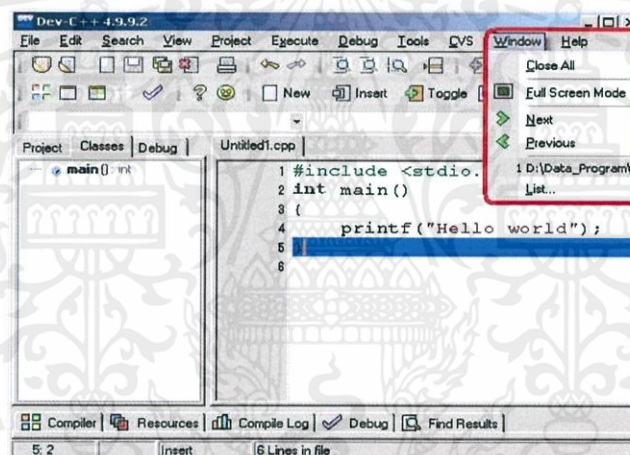 Dev-C++ 4.9.9.2
File Edit Search View Project Execute Debug Tools CVS Window Help
Close All
New Insert Toggle Full Screen Mode
Next
Previous
Project Classes Debug Untitled1.cpp
1 D:\Data_Program\
List...
main () : int
1 #include <stdio.
2 int main ()
3 {
4 printf("Hello world");
5 }
6
Compiler Resources Compile Log Debug Find Results
5: 2 Insert 6 Lines in file